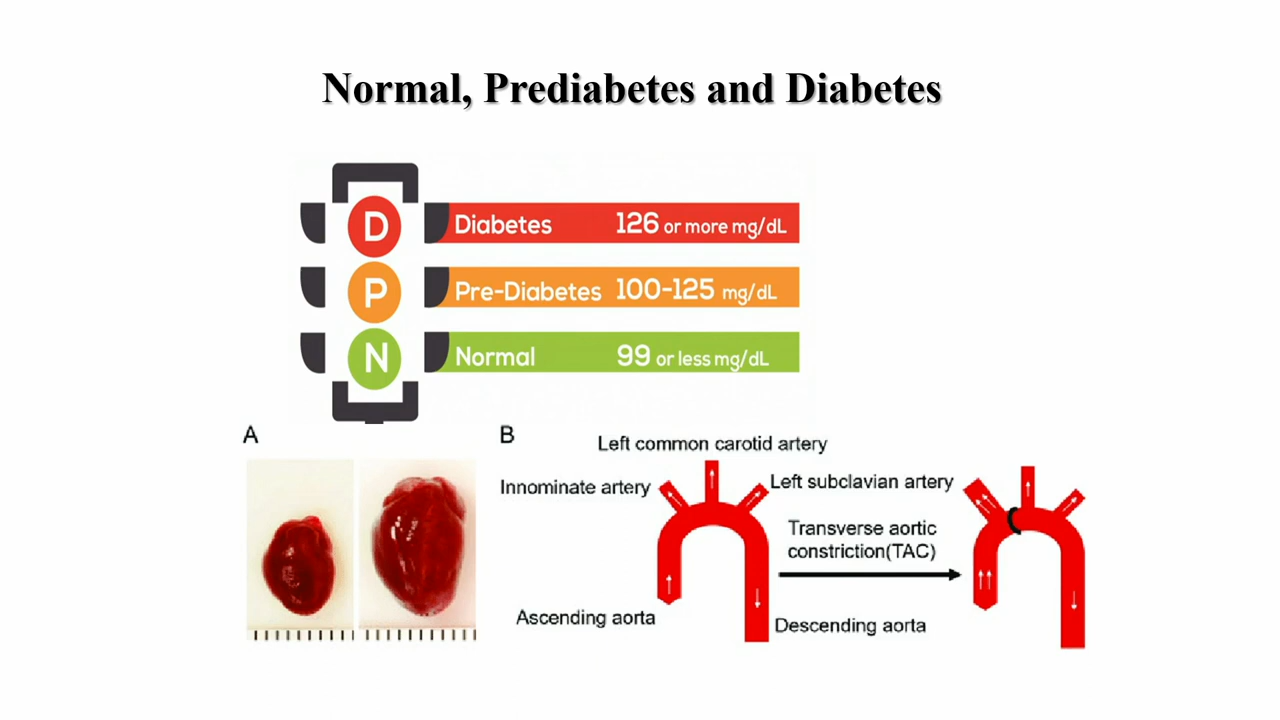 Normal, Prediabetes and Diabetes
D
Diabetes 126 or more mg/dL
P
Pre-Diabetes 100-125 mg/dL
N
Normal 99 or less mg/dL
A
B
Left common carotid artery
Innominate artery
Left subclavian artery
Transverse aortic
constriction(TAC)
Ascending aorta
Descending aorta